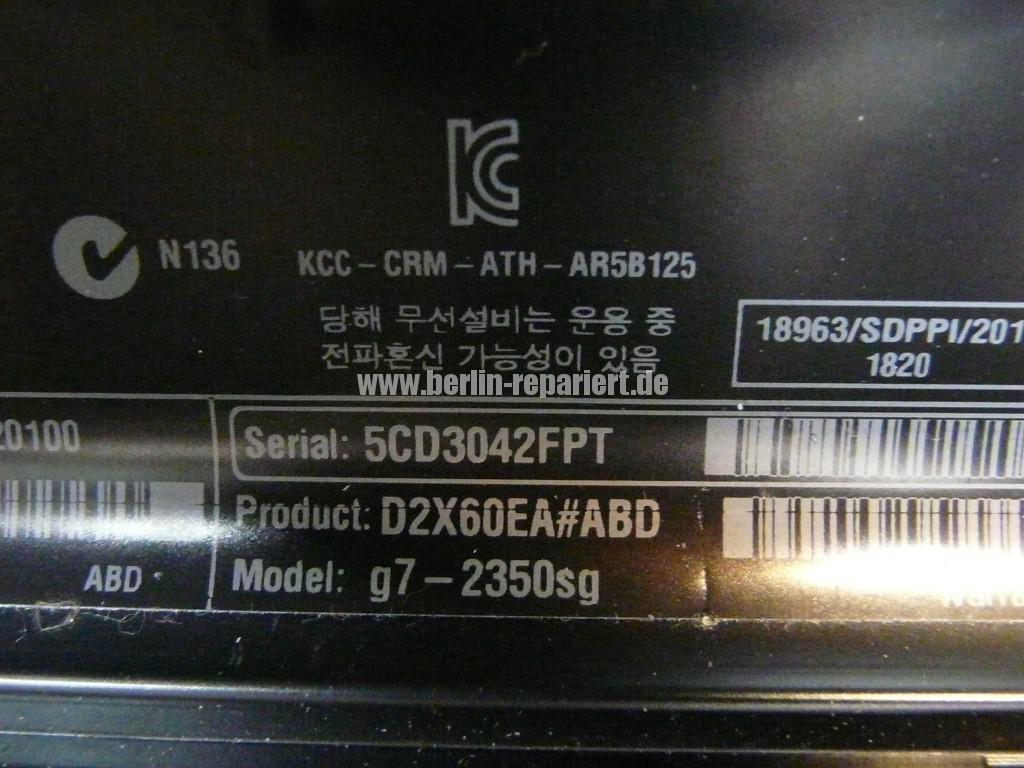 N136
KCC-CRM-ATH-AR5B125
당해 무선설비는 운용 중
전파혼신 가능성이 있음
18963/SDPPI/201
1820
www.berlin-repariert.de
20100
Serial: 5CD3042FPT
Product: D2X60EA#ABD
ABD
Model: g7-2350sg